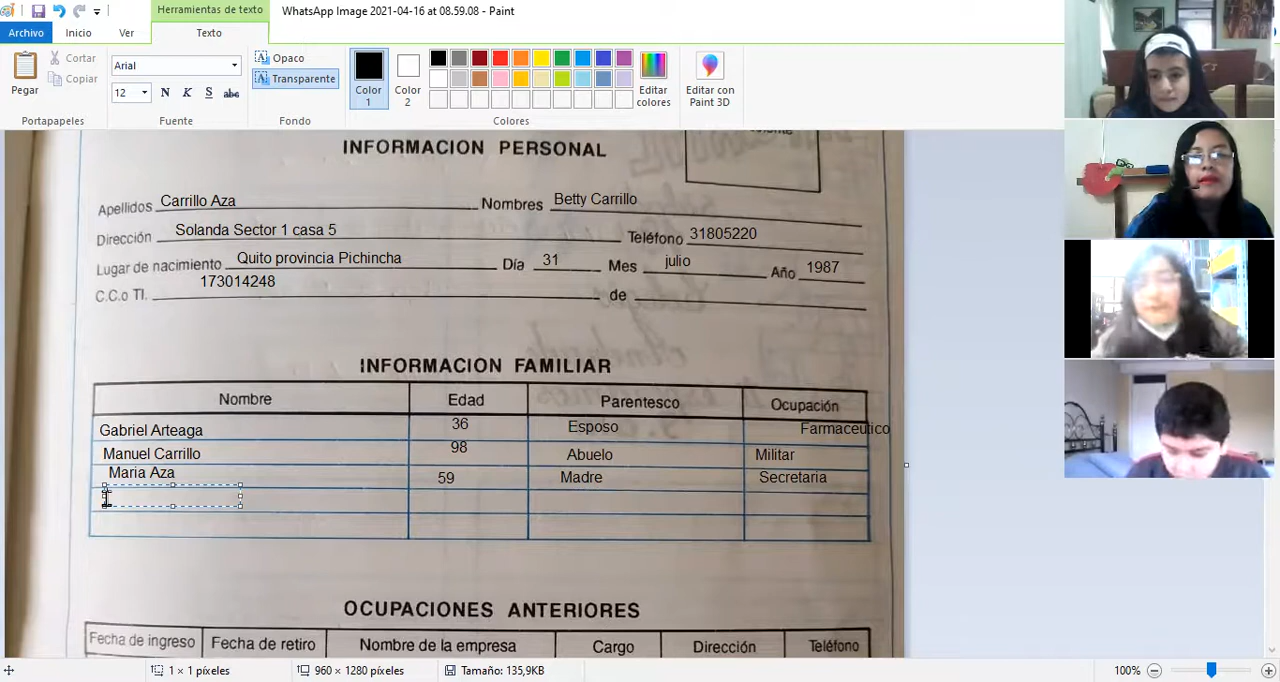 Herramientas de texto
WhatsApp Image 2021-04-16 at 08.59.08 - Paint
Archivo Inicio Ver Texto
Pegar
Cortar
Copiar
Arial
12 N K S abc
Opaco
Transparente
Color 1
Color 2
Editar colores
Editar con Paint 3D
Portapapeles Fuente Fondo Colores
INFORMACION PERSONAL
Apellidos Carrillo Aza Nombres Betty Carrillo
Dirección Solanda Sector 1 casa 5 Teléfono 31805220
Lugar de nacimiento Quito provincia Pichincha Día 31 Mes julio Año 1987
C.C.o TI. 173014248 de
INFORMACION FAMILIAR
Nombre Edad Parentesco Ocupación
Gabriel Arteaga 36 Esposo Farmaceutico
Manuel Carrillo 98 Abuelo Militar
Maria Aza 59 Madre Secretaria
OCUPACIONES ANTERIORES
Fecha de ingreso Fecha de retiro Nombre de la empresa Cargo Dirección Teléfono
1 × 1 píxeles 960 × 1280 píxeles Tamaño: 135,9KB 100%